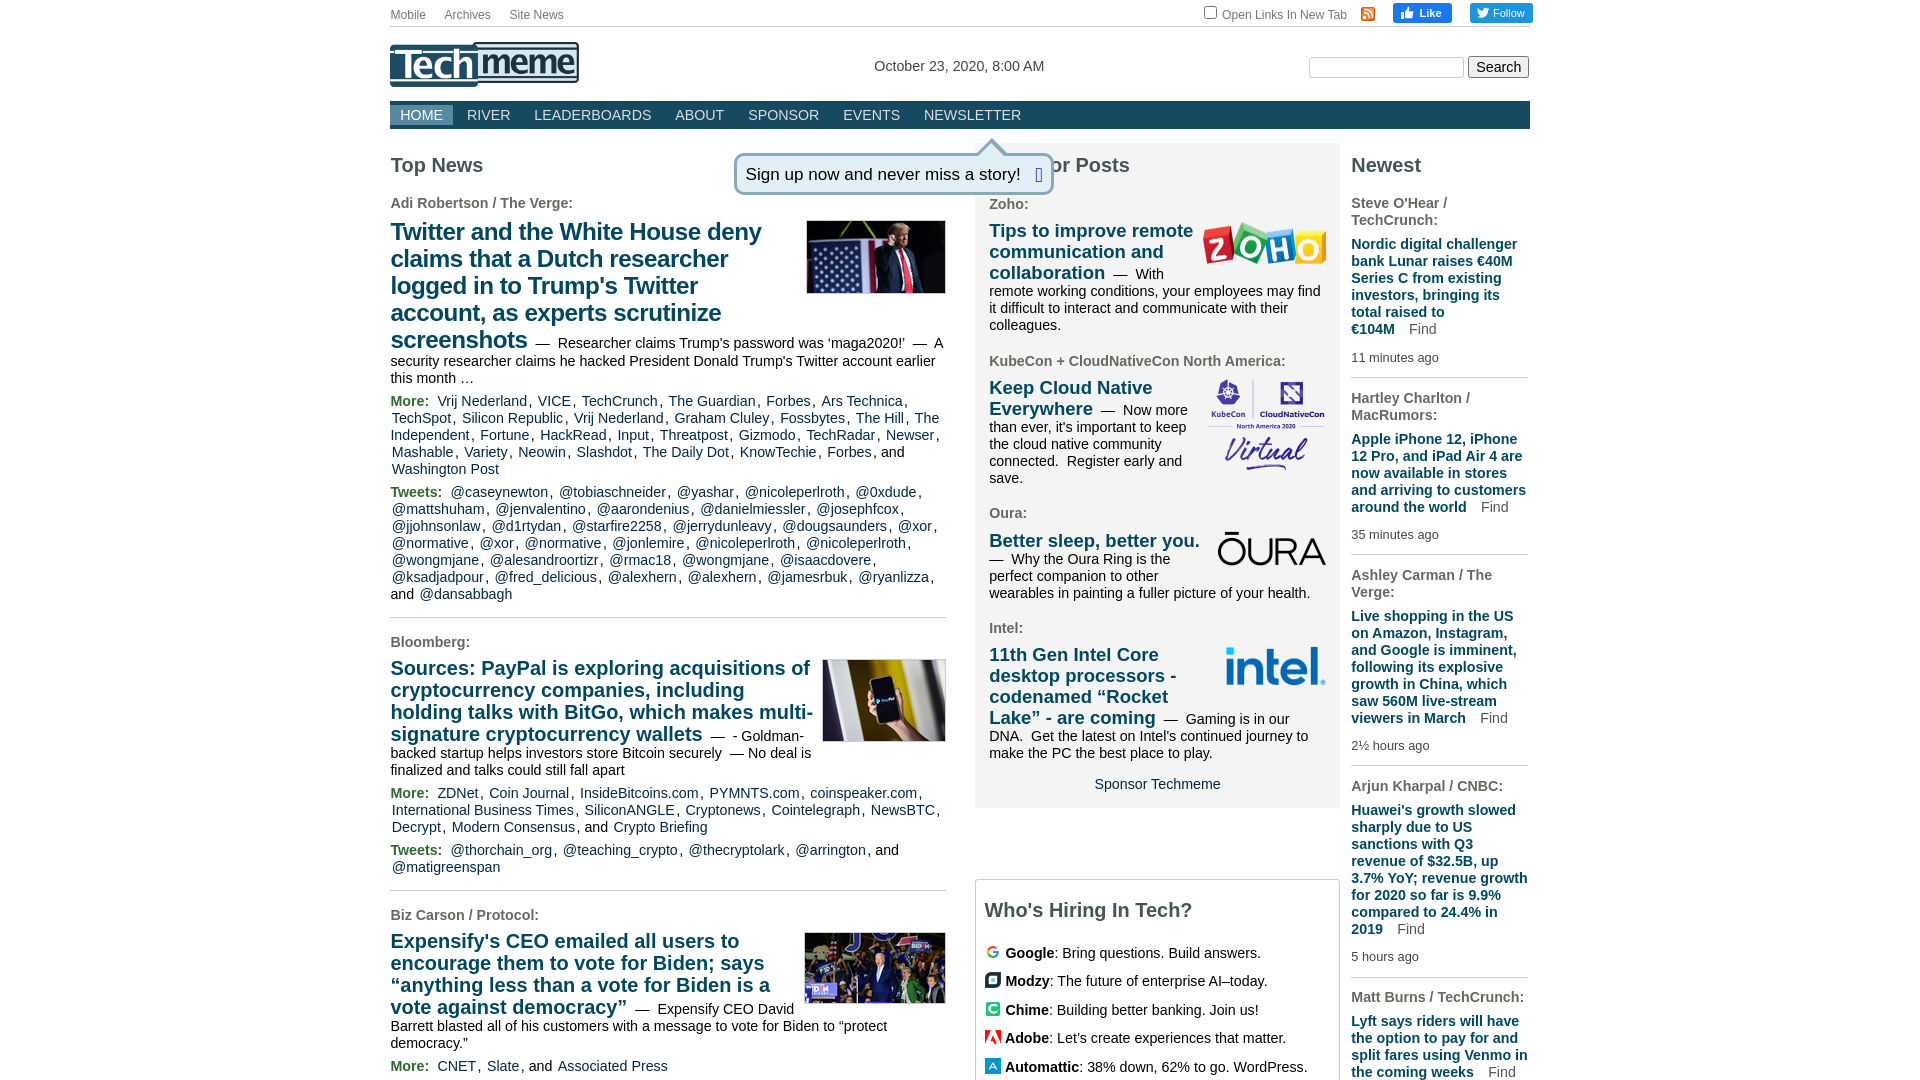 Mobile Archives Site News
Open Links In New Tab Like Follow
Techmeme
October 23, 2020, 8:00 AM
Search
HOME RIVER LEADERBOARDS ABOUT SPONSOR EVENTS NEWSLETTER
Sign up now and never miss a story!
Top News
Adi Robertson / The Verge:
Twitter and the White House deny
claims that a Dutch researcher
logged in to Trump's Twitter
account, as experts scrutinize
screenshots — Researcher claims Trump's password was ‘maga2020!’ — A
security researcher claims he hacked President Donald Trump's Twitter account earlier
this month …
More: Vrij Nederland, VICE, TechCrunch, The Guardian, Forbes, Ars Technica,
TechSpot, Silicon Republic, Vrij Nederland, Graham Cluley, Fossbytes, The Hill, The
Independent, Fortune, HackRead, Input, Threatpost, Gizmodo, TechRadar, Newser,
Mashable, Variety, Neowin, Slashdot, The Daily Dot, KnowTechie, Forbes, and
Washington Post
Tweets: @caseynewton, @tobiaschneider, @yashar, @nicoleperlroth, @0xdude,
@mattshuham, @jenvalentino, @aarondenius, @danielmiessler, @josephfcox,
@jjohnsonlaw, @d1rtydan, @starfire2258, @jerrydunleavy, @dougsaunders, @xor,
@normative, @xor, @normative, @jonlemire, @nicoleperlroth, @nicoleperlroth,
@wongmjane, @alesandroortizr, @rmac18, @wongmjane, @isaacdovere,
@ksadjadpour, @fred_delicious, @alexhern, @alexhern, @jamesrbuk, @ryanlizza,
and @dansabbagh
Bloomberg:
Sources: PayPal is exploring acquisitions of
cryptocurrency companies, including
holding talks with BitGo, which makes multi-
signature cryptocurrency wallets — - Goldman-
backed startup helps investors store Bitcoin securely — No deal is
finalized and talks could still fall apart
More: ZDNet, Coin Journal, InsideBitcoins.com, PYMNTS.com, coinspeaker.com,
International Business Times, SiliconANGLE, Cryptonews, Cointelegraph, NewsBTC,
Decrypt, Modern Consensus, and Crypto Briefing
Tweets: @thorchain_org, @teaching_crypto, @thecryptolark, @arrington, and
@matigreenspan
Biz Carson / Protocol:
Expensify's CEO emailed all users to
encourage them to vote for Biden; says
“anything less than a vote for Biden is a
vote against democracy” — Expensify CEO David
Barrett blasted all of his customers with a message to vote for Biden to “protect
democracy.”
More: CNET, Slate, and Associated Press
or Posts
Zoho:
ZOHO
Tips to improve remote
communication and
collaboration — With
remote working conditions, your employees may find
it difficult to interact and communicate with their
colleagues.
KubeCon + CloudNativeCon North America:
KubeCon CloudNativeCon
North America 2020
Virtual
Keep Cloud Native
Everywhere — Now more
than ever, it's important to keep
the cloud native community
connected. Register early and
save.
Oura:
ŌURA
Better sleep, better you.
— Why the Oura Ring is the
perfect companion to other
wearables in painting a fuller picture of your health.
Intel:
intel.
11th Gen Intel Core
desktop processors -
codenamed “Rocket
Lake” - are coming — Gaming is in our
DNA. Get the latest on Intel's continued journey to
make the PC the best place to play.
Sponsor Techmeme
Who's Hiring In Tech?
Google: Bring questions. Build answers.
Modzy: The future of enterprise AI–today.
Chime: Building better banking. Join us!
Adobe: Let’s create experiences that matter.
Automattic: 38% down, 62% to go. WordPress.
Newest
Steve O'Hear /
TechCrunch:
Nordic digital challenger
bank Lunar raises €40M
Series C from existing
investors, bringing its
total raised to
€104M Find
11 minutes ago
Hartley Charlton /
MacRumors:
Apple iPhone 12, iPhone
12 Pro, and iPad Air 4 are
now available in stores
and arriving to customers
around the world Find
35 minutes ago
Ashley Carman / The
Verge:
Live shopping in the US
on Amazon, Instagram,
and Google is imminent,
following its explosive
growth in China, which
saw 560M live-stream
viewers in March Find
2½ hours ago
Arjun Kharpal / CNBC:
Huawei's growth slowed
sharply due to US
sanctions with Q3
revenue of $32.5B, up
3.7% YoY; revenue growth
for 2020 so far is 9.9%
compared to 24.4% in
2019 Find
5 hours ago
Matt Burns / TechCrunch:
Lyft says riders will have
the option to pay for and
split fares using Venmo in
the coming weeks Find